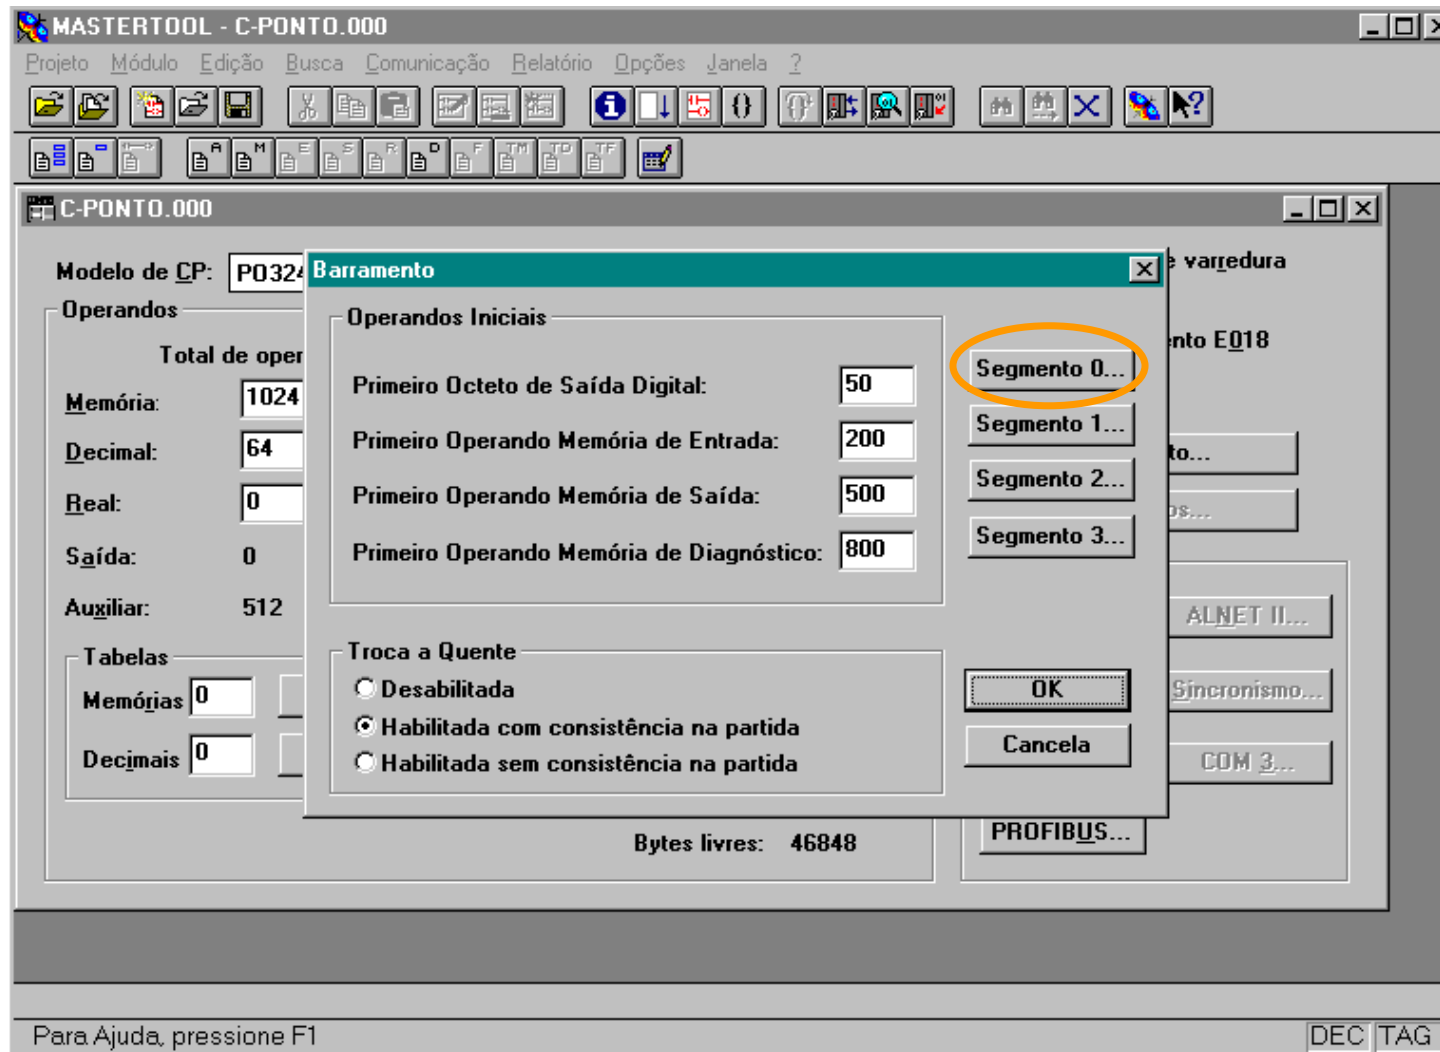 MASTERTOOL - C-PONTO.000
Projeto Módulo Edição Busca Comunicação Relatório Opções Janela ?
A M E S R D F TM TD TF
C-PONTO.000
Modelo de CP: PO324
Barramento
e varredura
Operandos
Operandos Iniciais
Total de oper
nto E018
Primeiro Octeto de Saída Digital: 50
Segmento 0...
Memória: 1024
Primeiro Operando Memória de Entrada: 200
Segmento 1...
Decimal: 64
to...
Primeiro Operando Memória de Saída: 500
Segmento 2...
Real: 0
os...
Primeiro Operando Memória de Diagnóstico: 800
Segmento 3...
Saída: 0
Auxiliar: 512
ALNET II...
Tabelas
Troca a Quente
Memórias 0
Desabilitada
OK
Sincronismo...
Habilitada com consistência na partida
Decimais 0
Habilitada sem consistência na partida
Cancela
COM 3...
Bytes livres: 46848
PROFIBUS...
Para Ajuda, pressione F1
DEC TAG